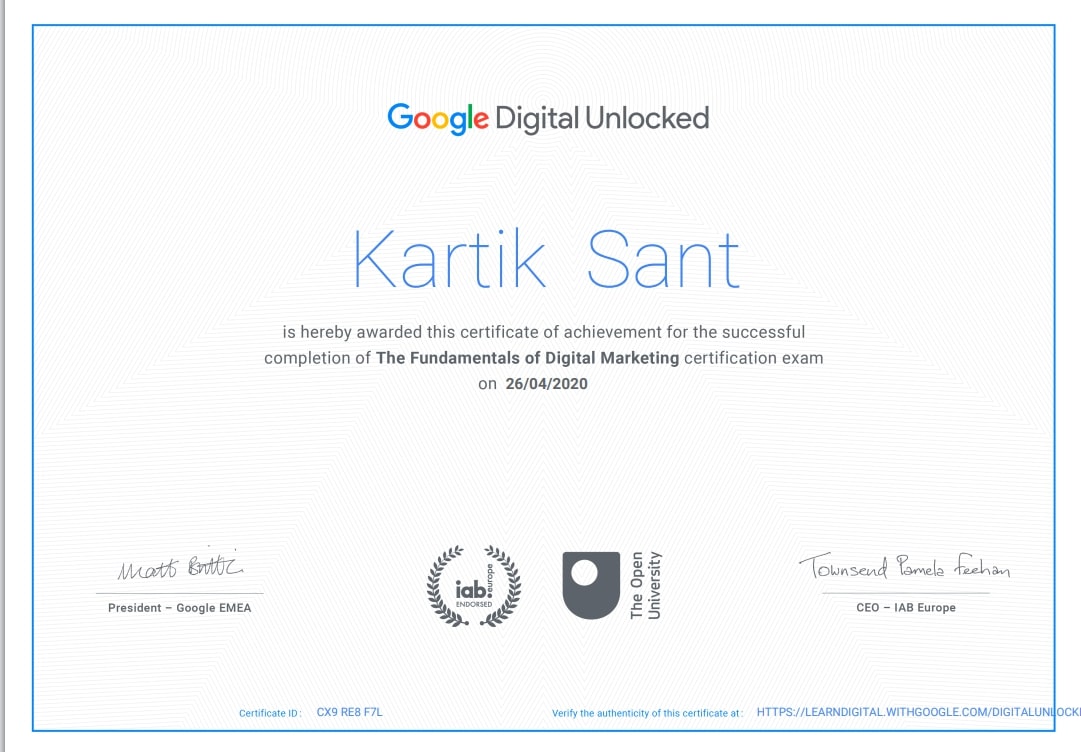 Google Digital Unlocked
Kartik Sant
is hereby awarded this certificate of achievement for the successful
completion of The Fundamentals of Digital Marketing certification exam
on 26/04/2020
Matt Brittin
President – Google EMEA
iab.europe
ENDORSED
The Open
University
Townsend Pamela Feehan
CEO – IAB Europe
Certificate ID : CX9 RE8 F7L
Verify the authenticity of this certificate at : HTTPS://LEARNDIGITAL.WITHGOOGLE.COM/DIGITALUNLOCK